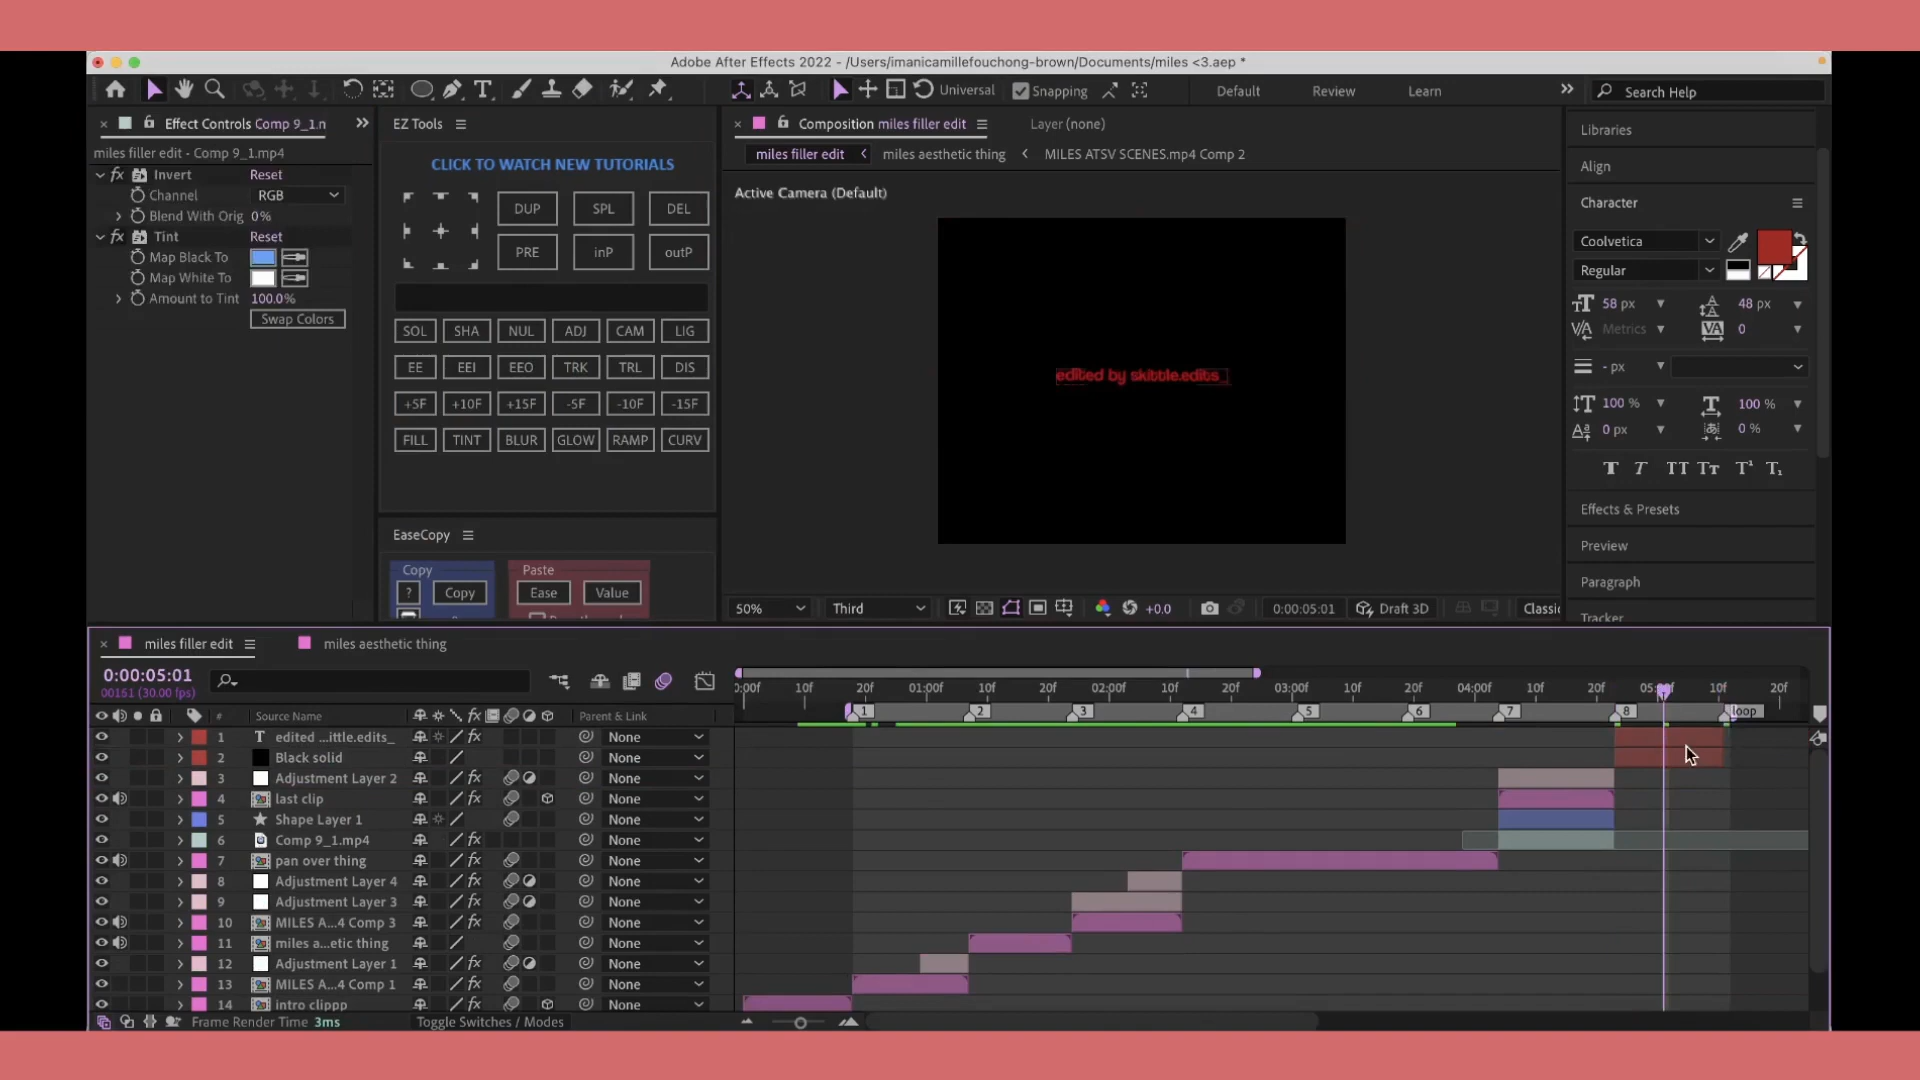 Adobe After Effects 2022 - /Users/imanicamillefouchong-brown/Documents/miles <3.aep *
Universal
Snapping
Default
Review
Learn
Search Help
Effect Controls Comp 9_1.n
EZ Tools
Composition miles filler edit
Layer (none)
miles filler edit - Comp 9_1.mp4
miles filler edit
miles aesthetic thing
MILES ATSV SCENES.mp4 Comp 2
Active Camera (Default)
Invert Reset
Channel RGB
Blend With Orig 0%
Tint Reset
Map Black To
Map White To
Amount to Tint 100.0%
Swap Colors
CLICK TO WATCH NEW TUTORIALS
DUP SPL DEL
PRE inP outP
SOL SHA NUL ADJ CAM LIG
EE EEI EEO TRK TRL DIS
+5F +10F +15F -5F -10F -15F
FILL TINT BLUR GLOW RAMP CURV
EaseCopy
Copy Paste
? Copy Ease Value
edited by skittle.edits_
50% Third +0.0 0:00:05:01 Draft 3D Classic
Libraries
Align
Character
Coolvetica
Regular
58 px 48 px
Metrics 0
- px
100 % 100 %
0 px 0 %
Effects & Presets
Preview
Paragraph
Tracker
miles filler edit
miles aesthetic thing
0:00:05:01
00151 (30.00 fps)
0:00f 10f 20f 01:00f 10f 20f 02:00f 10f 20f 03:00f 10f 20f 04:00f 10f 20f 10f 20f
1 2 3 4 5 6 7 8 loop
# Source Name Parent & Link
1 edited ...ittle.edits_ None
2 Black solid None
3 Adjustment Layer 2 None
4 last clip None
5 Shape Layer 1 None
6 Comp 9_1.mp4 None
7 pan over thing None
8 Adjustment Layer 4 None
9 Adjustment Layer 3 None
10 MILES A...4 Comp 3 None
11 miles a...etic thing None
12 Adjustment Layer 1 None
13 MILES A...4 Comp 1 None
14 intro clippp None
Frame Render Time 3ms
Toggle Switches / Modes